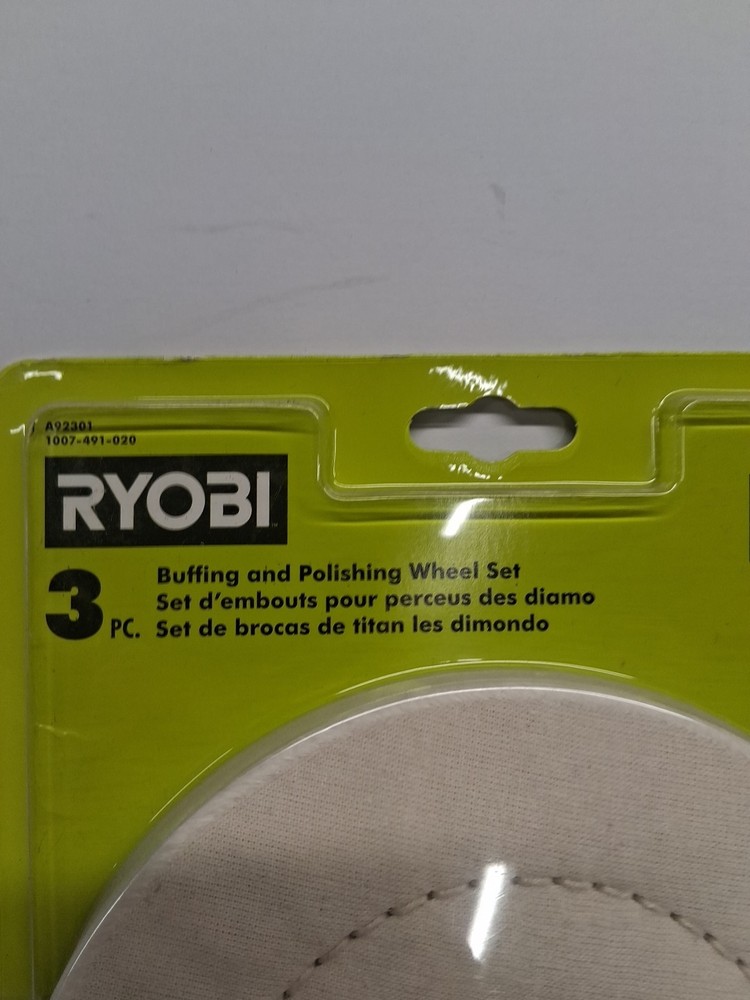 A92301
1007-491-020
RYOBI
3 PC.
Buffing and Polishing Wheel Set
Set d'embouts pour perceus des diamo
Set de brocas de titan les dimondo